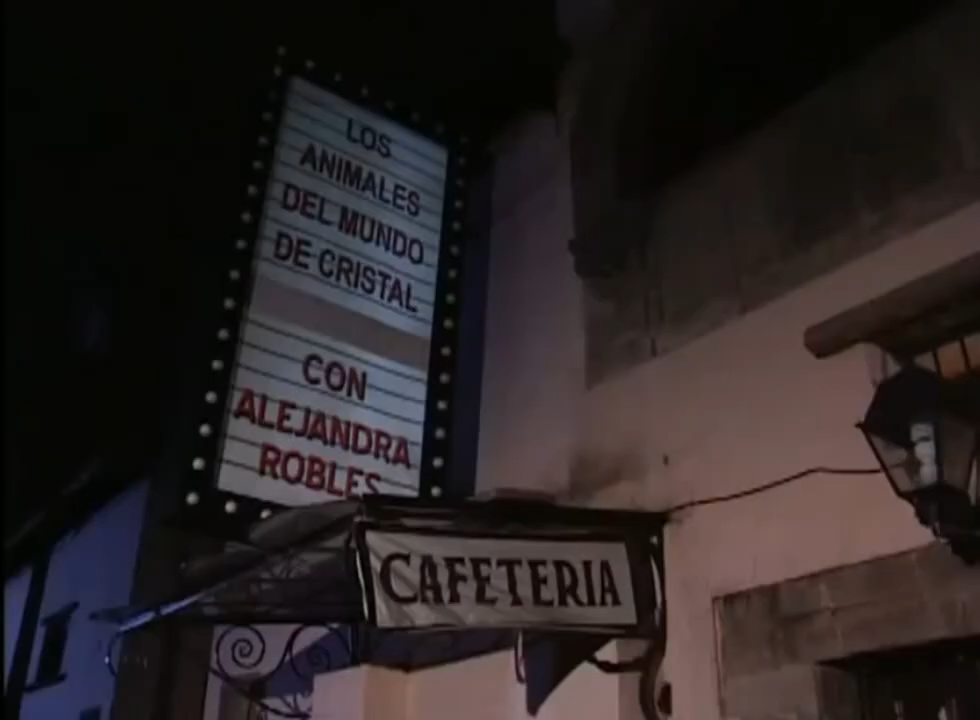 LOS
ANIMALES
DEL MUNDO
DE CRISTAL
CON
ALEJANDRA
ROBLES
CAFETERIA